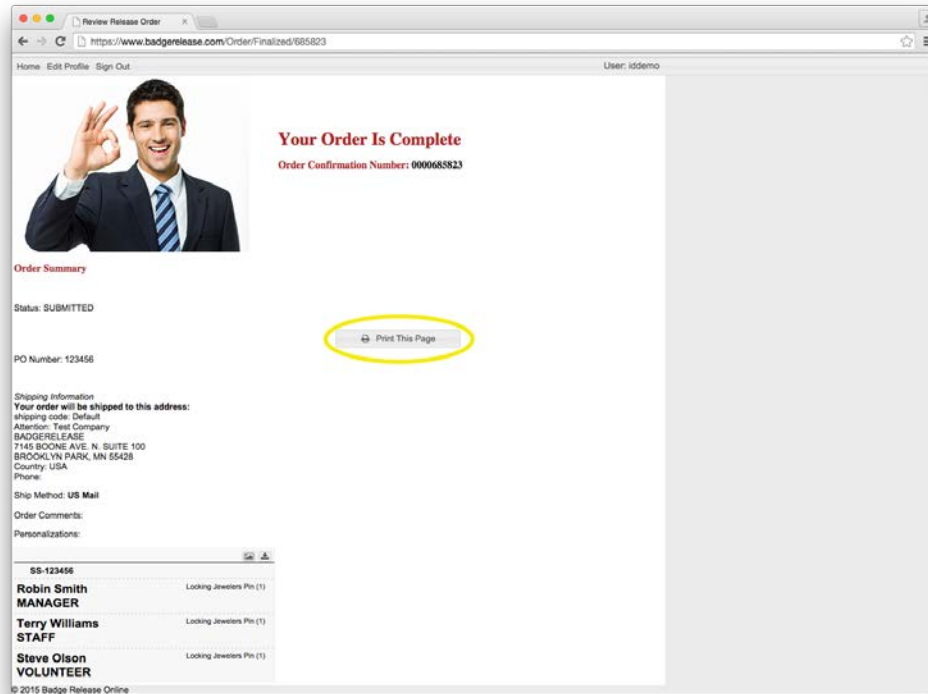 Review Release Order
https://www.badgerelease.com/Order/Finalized/685823
Home Edit Profile Sign Out
User: iddemo
Your Order Is Complete
Order Confirmation Number: 0000685823
Order Summary
Status: SUBMITTED
Print This Page
PO Number: 123456
Shipping Information
Your order will be shipped to this address:
shipping code: Default
Attention: Test Company
BADGERELEASE
7145 BOONE AVE. N. SUITE 100
BROOKLYN PARK, MN 55428
Country: USA
Phone:
Ship Method: US Mail
Order Comments:
Personalizations:
SS-123456
Robin Smith
Locking Jewelers Pin (1)
MANAGER
Terry Williams
Locking Jewelers Pin (1)
STAFF
Steve Olson
Locking Jewelers Pin (1)
VOLUNTEER
© 2015 Badge Release Online